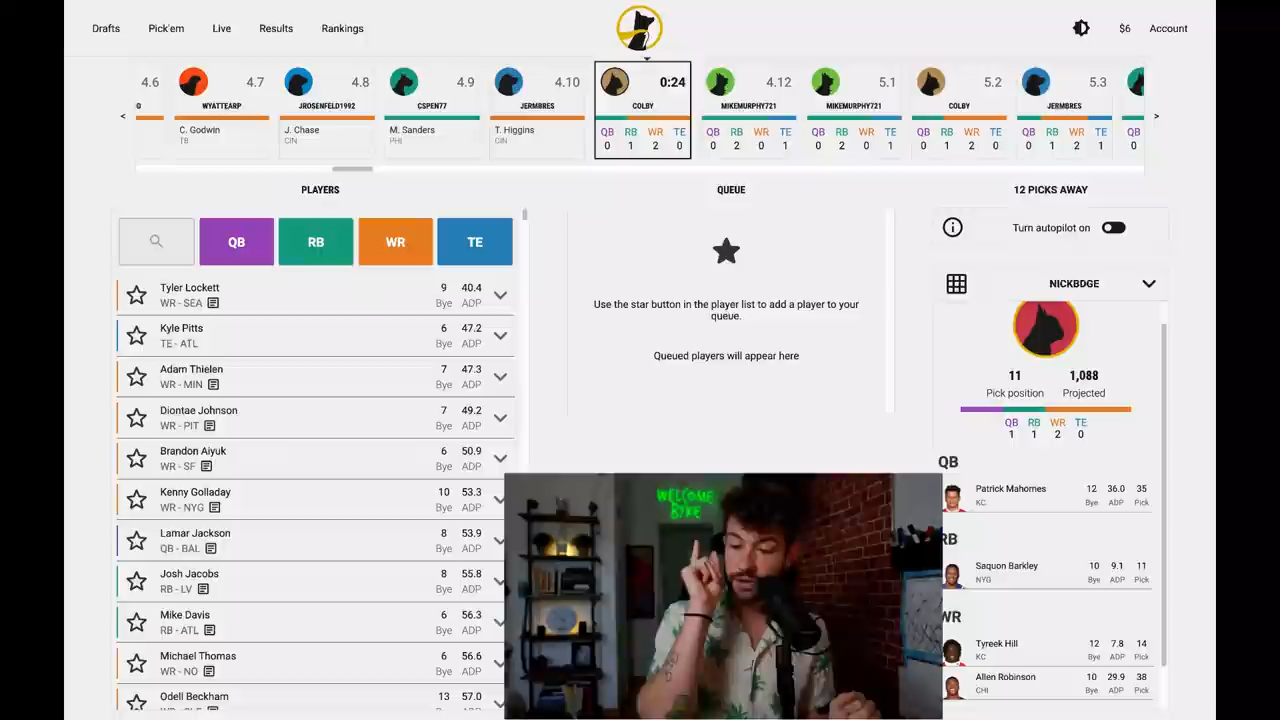 Drafts Pick'em Live Results Rankings $6 Account
4.6 4.7 4.8 4.9 4.10 0:24 4.12 5.1 5.2 5.3
G WYATTEARP JROSENFELD1992 CSPEN77 JERMBRES COLBY MIKEMURPHY721 MIKEMURPHY721 COLBY JERMBRES
< C. Godwin J. Chase M. Sanders T. Higgins QB RB WR TE QB RB WR TE QB RB WR TE QB RB WR TE QB RB WR TE QB >
TB CIN PHI CIN 0 1 2 0 0 2 0 1 0 2 0 1 0 1 2 0 0 1 2 1 0
PLAYERS QUEUE 12 PICKS AWAY
QB RB WR TE
Turn autopilot on
Tyler Lockett 9 40.4
WR - SEA Bye ADP
Kyle Pitts 6 47.2
TE - ATL Bye ADP
Adam Thielen 7 47.3
WR - MIN Bye ADP
Diontae Johnson 7 49.2
WR - PIT Bye ADP
Brandon Aiyuk 6 50.9
WR - SF Bye ADP
Kenny Golladay 10 53.3
WR - NYG Bye ADP
Lamar Jackson 8 53.9
QB - BAL Bye ADP
Josh Jacobs 8 55.8
RB - LV Bye ADP
Mike Davis 6 56.3
RB - ATL Bye ADP
Michael Thomas 6 56.6
WR - NO Bye ADP
Odell Beckham 13 57.0
Use the star button in the player list to add a player to your
queue.
Queued players will appear here
WELCOME
NICKBDGE
11 1,088
Pick position Projected
QB RB WR TE
1 1 2 0
QB
Patrick Mahomes 12 36.0 35
KC Bye ADP Pick
RB
Saquon Barkley 10 9.1 11
NYG Bye ADP Pick
WR
Tyreek Hill 12 7.8 14
KC Bye ADP Pick
Allen Robinson 10 29.9 38
CHI Bye ADP Pick